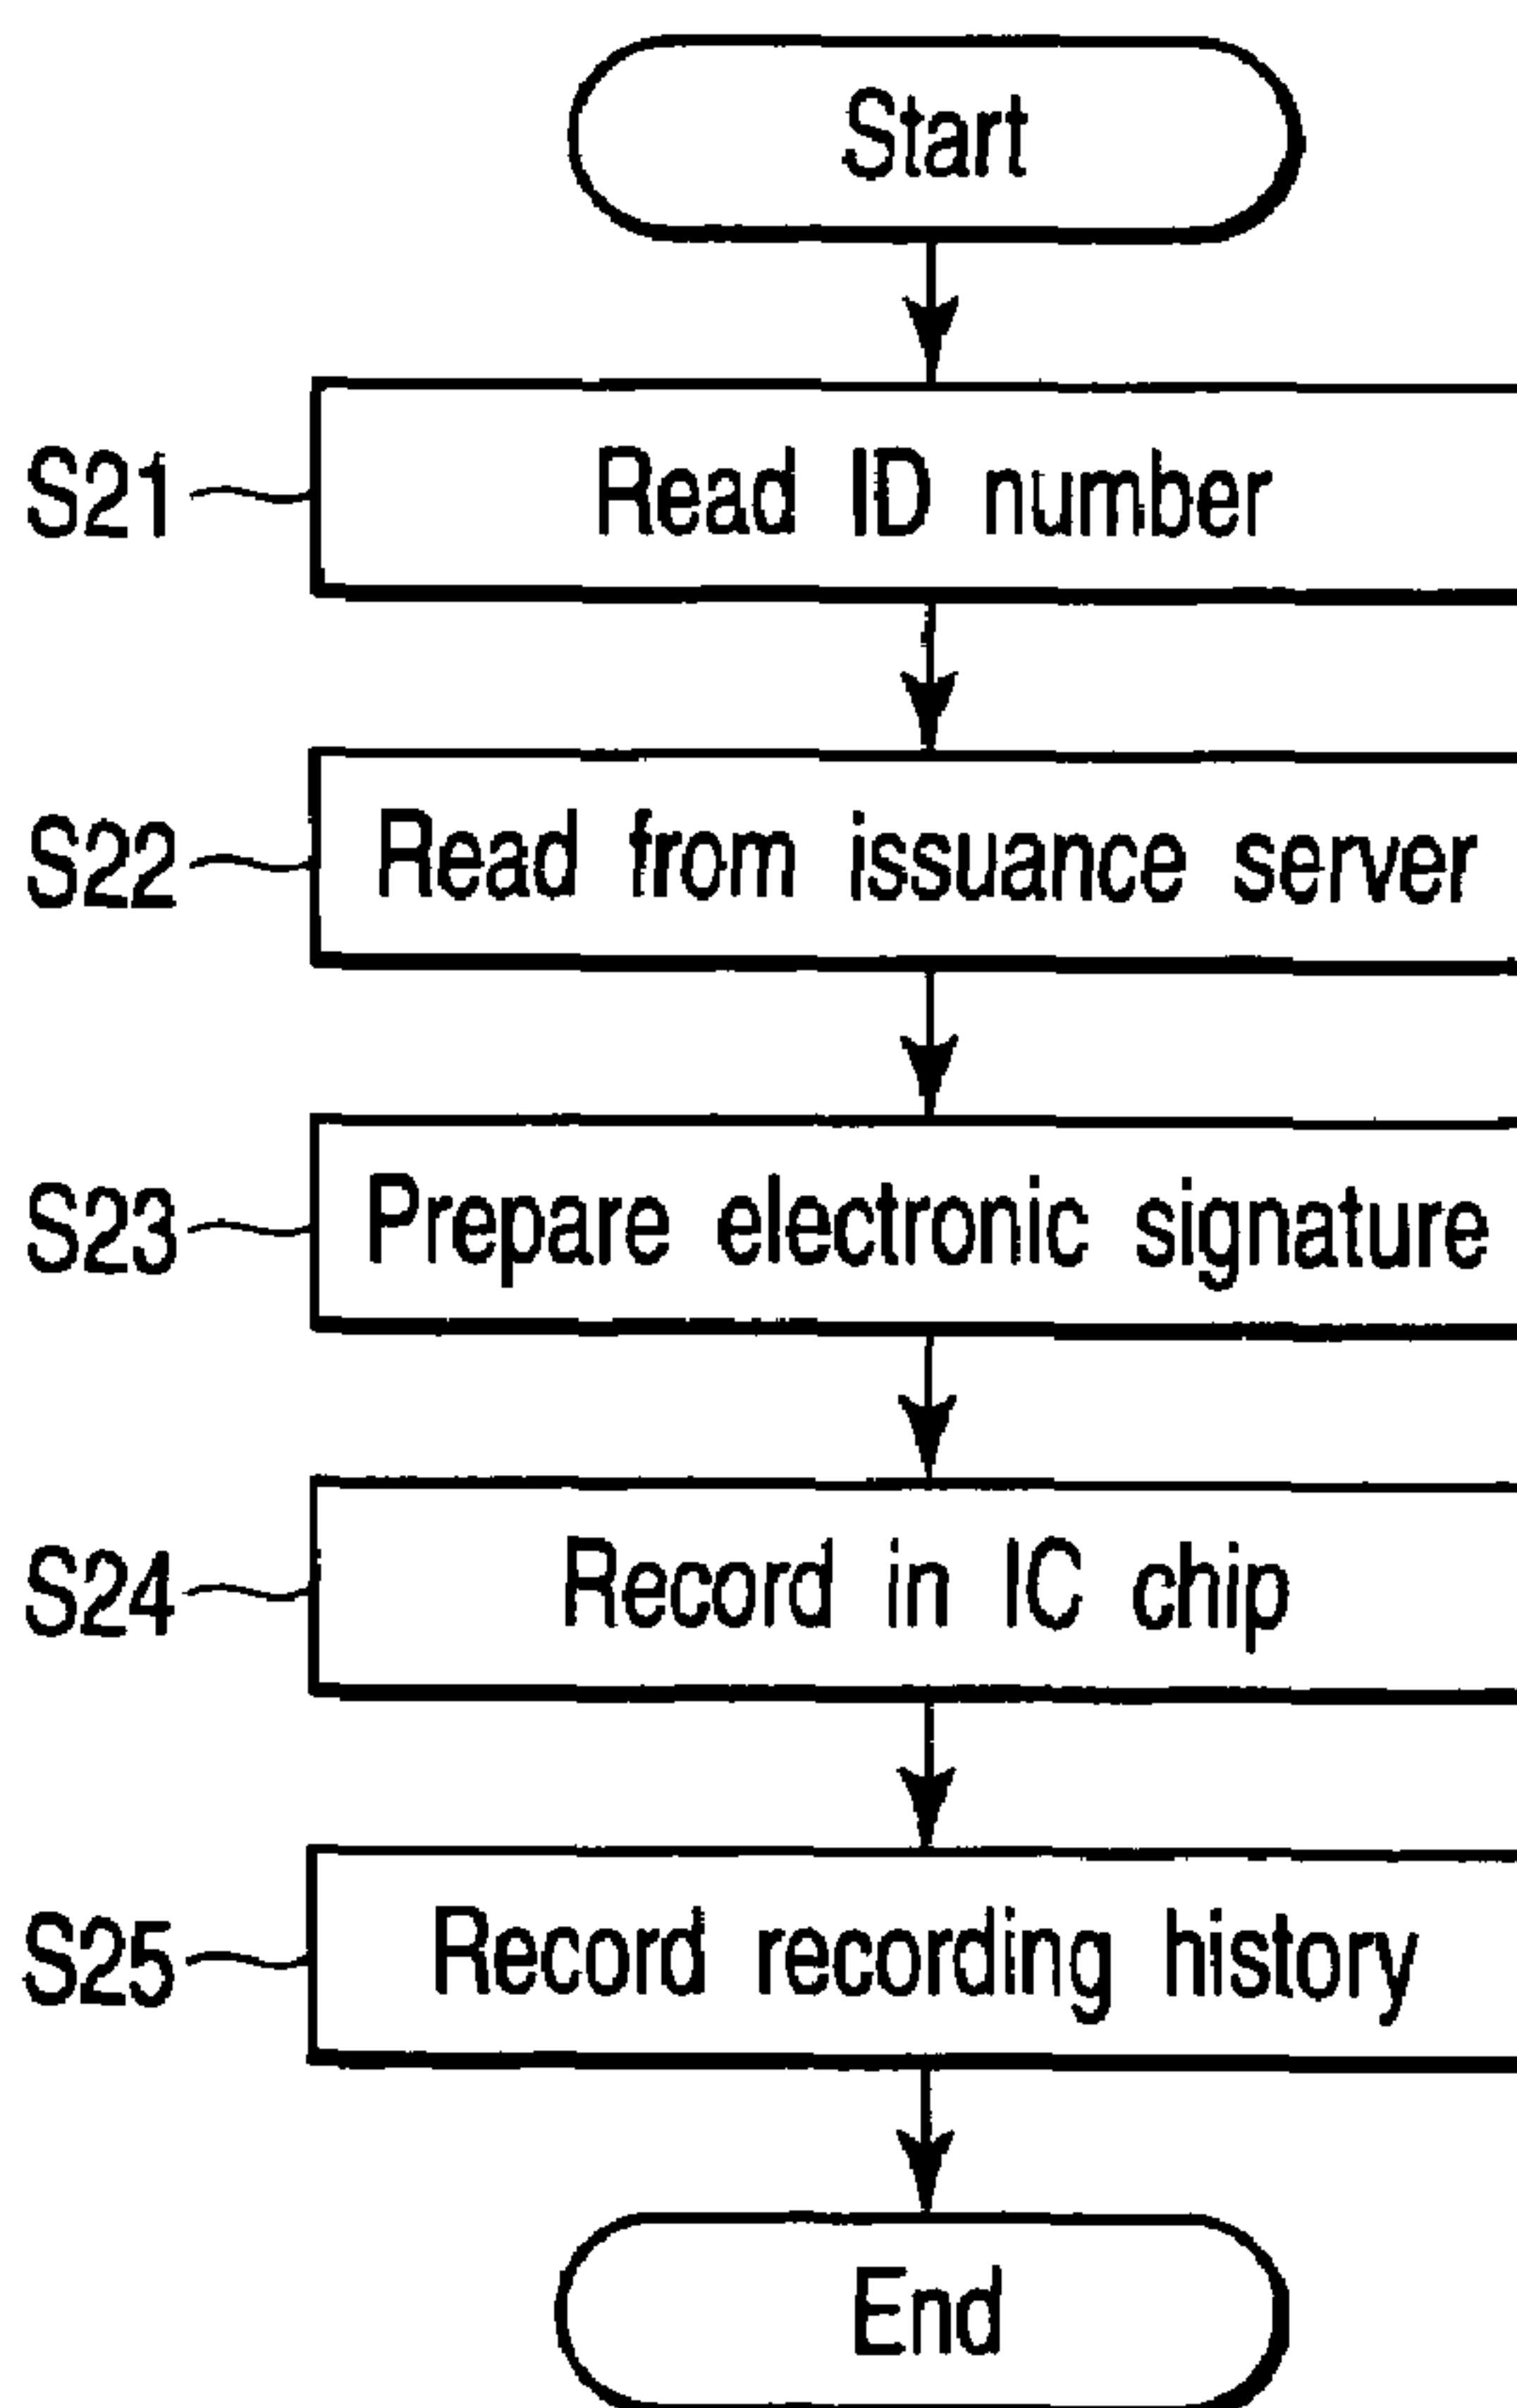 Start
S21 Read ID number
S22 Read from issuance server
S23 Prepare electronic signature
S24 Record in IC chip
S25 Record recording history
End